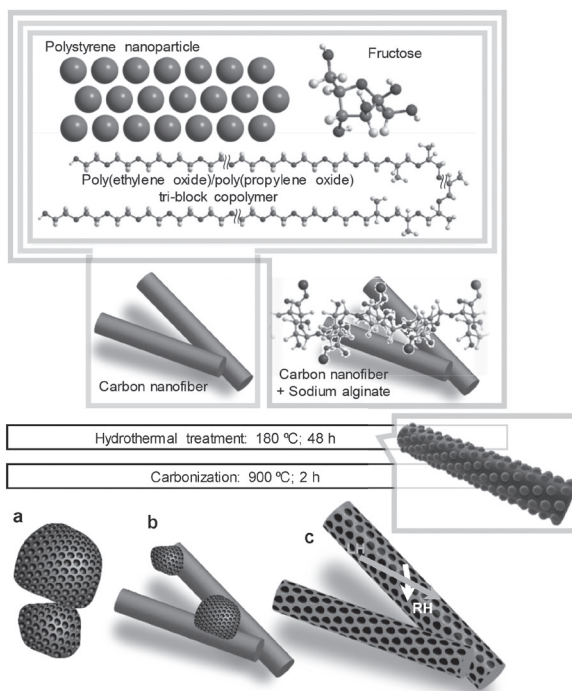 Polystyrene nanoparticle
Fructose
Poly(ethylene oxide)/poly(propylene oxide)
tri-block copolymer
Carbon nanofiber
Carbon nanofiber
+ Sodium alginate
Hydrothermal treatment: 180 ºC; 48 h
Carbonization: 900 ºC; 2 h
a
b
c
H
RH